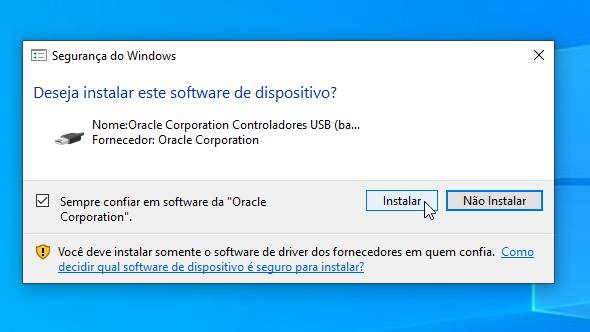 Segurança do Windows
Deseja instalar este software de dispositivo?
Nome:Oracle Corporation Controladores USB (ba...
Fornecedor: Oracle Corporation
Sempre confiar em software da "Oracle
Corporation".
Instalar
Não Instalar
Você deve instalar somente o software de driver dos fornecedores em quem confia. Como
decidir qual software de dispositivo é seguro para instalar?